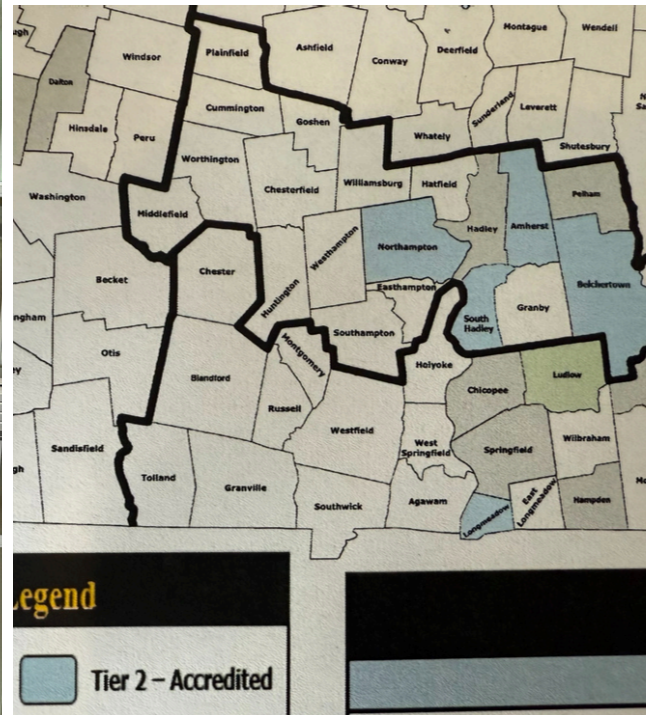 Montague
Wendell
Ashfield
Plainfield
Deerfield
Windsor
Conway
Dalton
Sunderland
Leverett
Cummington
Goshen
Hinsdale
Peru
Whately
Shutesbury
Worthington
Williamsburg
Hatfield
Chesterfield
Pelham
Washington
Middlefield
Hadley
Amherst
Westhampton
Northampton
Chester
Becket
Huntington
Easthampton
Belchertown
Granby
South
Hadley
Southampton
Montgomery
Otis
Holyoke
Blandford
Ludlow
Chicopee
Russell
Westfield
Wilbraham
West
Springfield
Springfield
Sandisfield
Tolland
Granville
Agawam
East
Longmeadow
Hampden
Southwick
Longmeadow
Legend
Tier 2 – Accredited